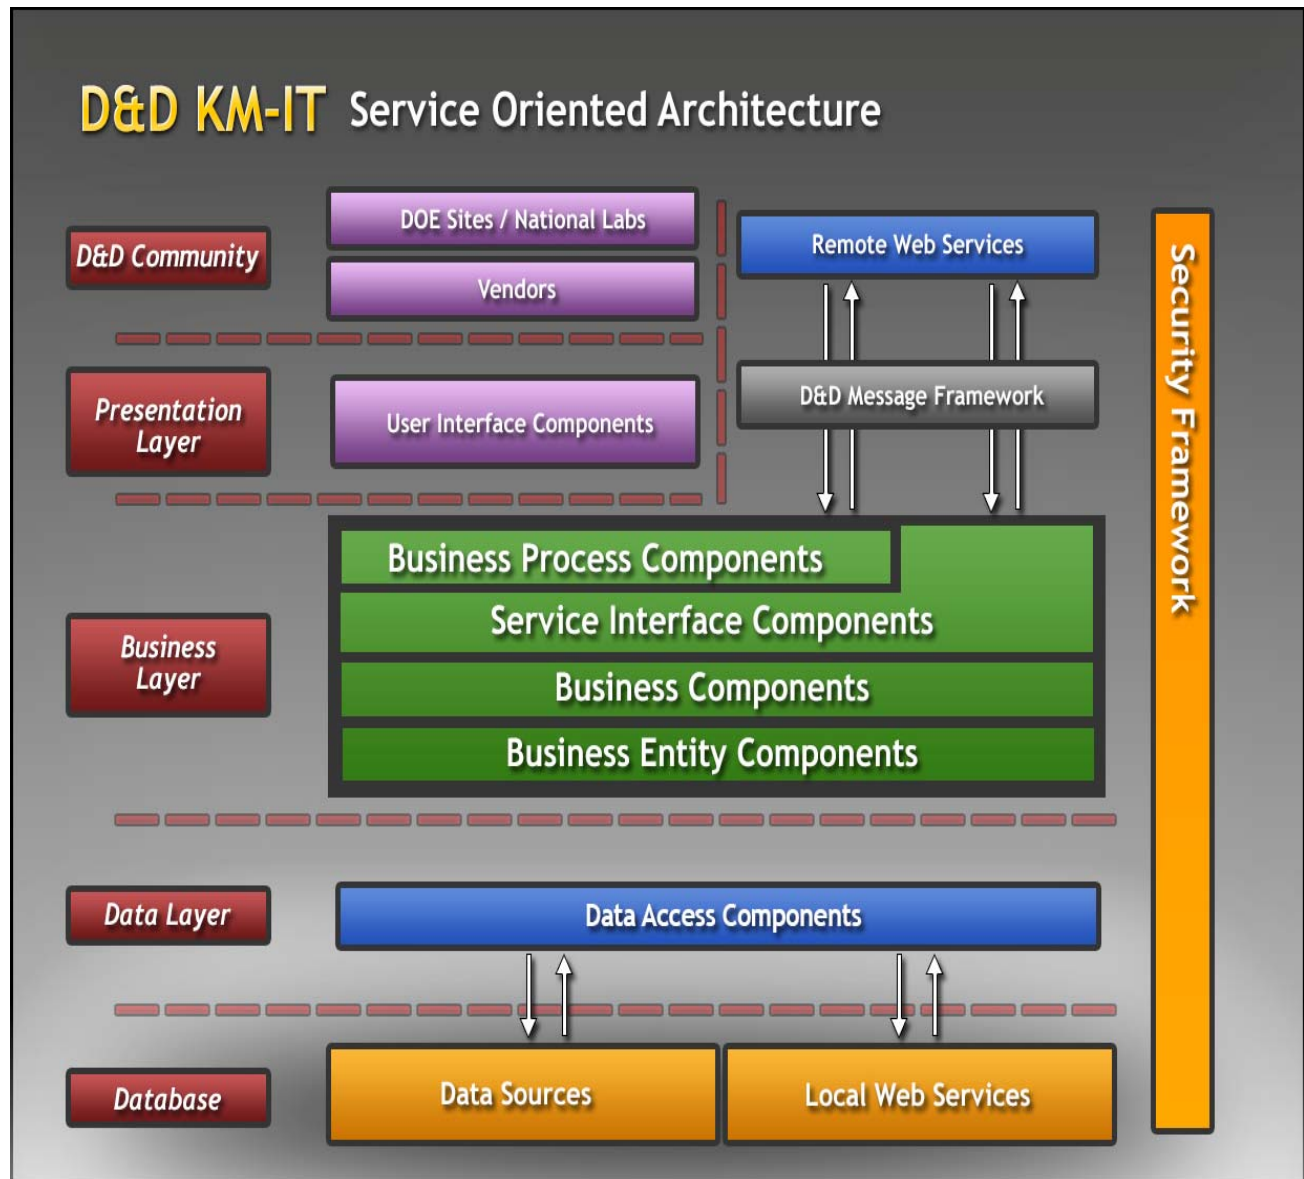 D&D KM-IT Service Oriented Architecture
D&D Community
DOE Sites / National Labs
Vendors
Remote Web Services
Presentation
Layer
User Interface Components
D&D Message Framework
Business
Layer
Business Process Components
Service Interface Components
Business Components
Business Entity Components
Data Layer
Data Access Components
Database
Data Sources
Local Web Services
Security Framework